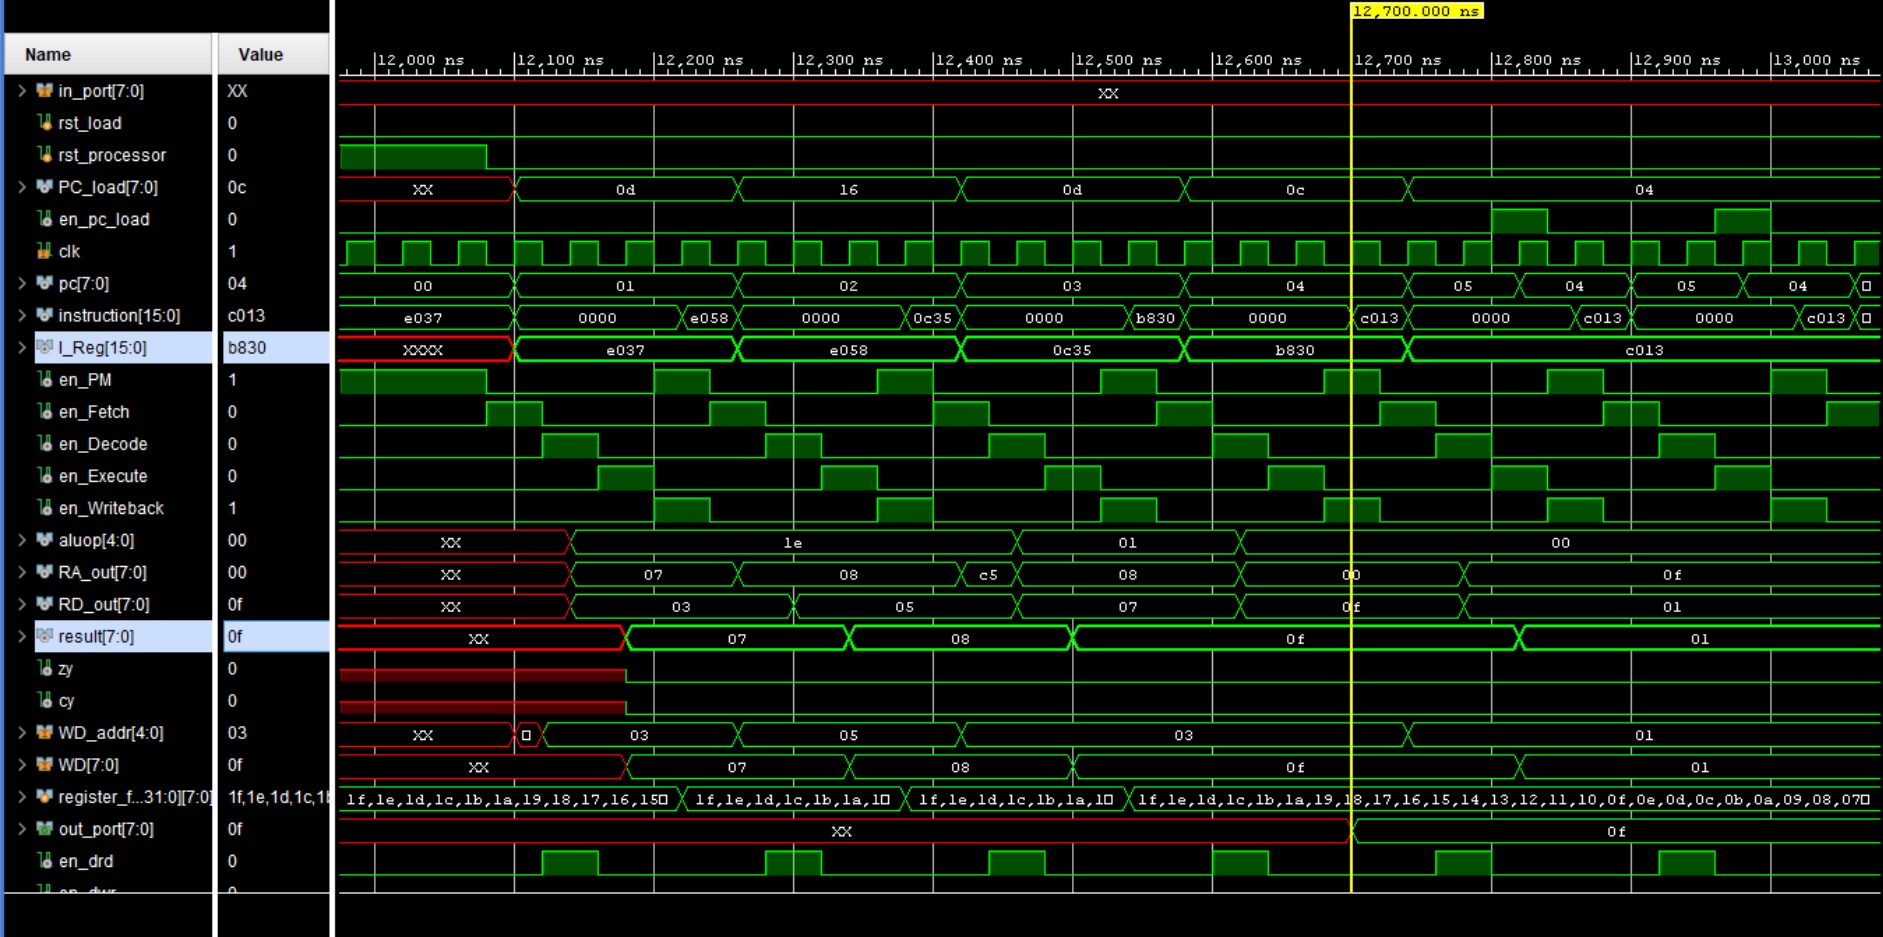 12,700.000 ns
Name Value 12,000 ns 12,100 ns 12,200 ns 12,300 ns 12,400 ns 12,500 ns 12,600 ns 12,700 ns 12,800 ns 12,900 ns 13,000 ns
in_port[7:0] XX XX
rst_load 0
rst_processor 0
PC_load[7:0] 0c XX 0d 16 0d 0c 04
en_pc_load 0
clk 1
pc[7:0] 04 00 01 02 03 04 05 04 05 04
instruction[15:0] c013 e037 0000 e058 0000 0c35 0000 b830 0000 c013 0000 c013 0000 c013
I_Reg[15:0] b830 XXXX e037 e058 0c35 b830 c013
en_PM 1
en_Fetch 0
en_Decode 0
en_Execute 0
en_Writeback 1
aluop[4:0] 00 XX 1e 01 00
RA_out[7:0] 00 XX 07 08 c5 08 00 0f
RD_out[7:0] 0f XX 03 05 07 0f 01
result[7:0] 0f XX 07 08 0f 01
zy 0
cy 0
WD_addr[4:0] 03 XX 03 05 03 01
WD[7:0] 0f XX 07 08 0f 01
register_f...31:0][7:0] 1f,1e,1d,1c,1b 1f,1e,1d,1c,1b,1a,19,18,17,16,15 1f,1e,1d,1c,1b,1a,1 1f,1e,1d,1c,1b,1a,1 1f,1e,1d,1c,1b,1a,19,18,17,16,15,14,13,12,11,10,0f,0e,0d,0c,0b,0a,09,08,07
out_port[7:0] 0f XX 0f
en_drd 0